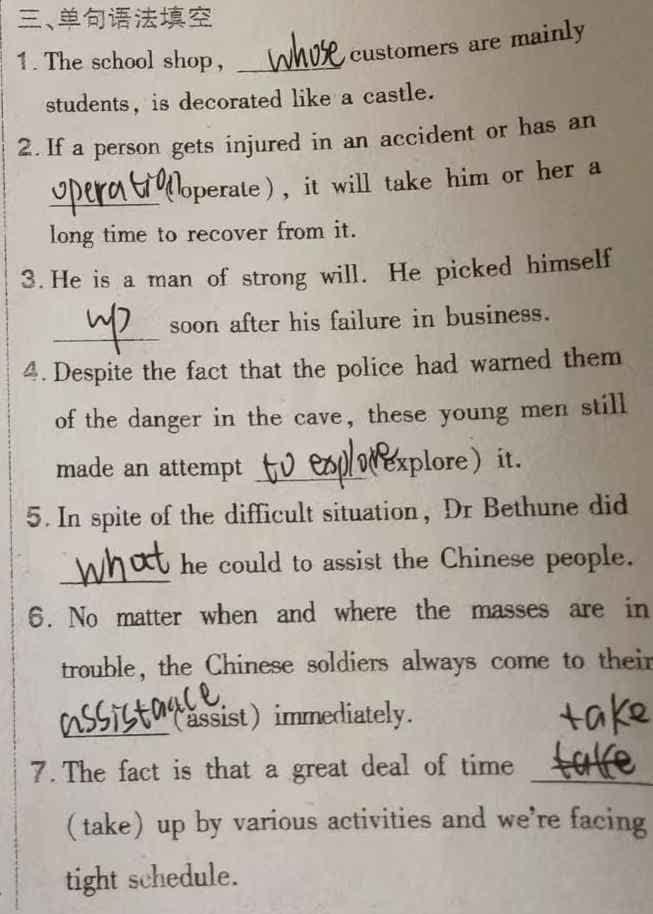 三、单句语法填空
1. The school shop, whose customers are mainly
students, is decorated like a castle.
2. If a person gets injured in an accident or has an
operation (operate), it will take him or her a
long time to recover from it.
3. He is a man of strong will. He picked himself
up soon after his failure in business.
4. Despite the fact that the police had warned them
of the danger in the cave, these young men still
made an attempt to explore (explore) it.
5. In spite of the difficult situation, Dr Bethune did
what he could to assist the Chinese people.
6. No matter when and where the masses are in
trouble, the Chinese soldiers always come to their
assistance (assist) immediately.
take
7. The fact is that a great deal of time take
(take) up by various activities and we're facing
tight schedule.